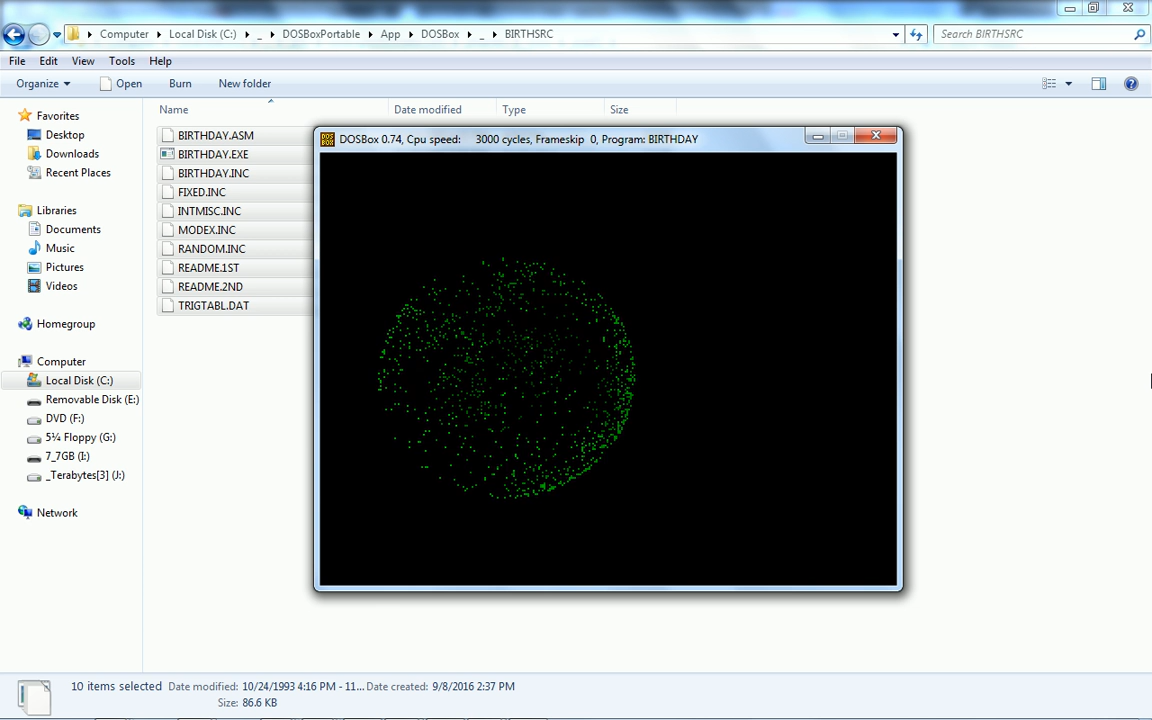 Computer Local Disk (C:) _ DOSBoxPortable App DOSBox _ BIRTHSRC Search BIRTHSRC
File Edit View Tools Help
Organize Open Burn New folder
Name Date modified Type Size
Favorites
Desktop
Downloads
Recent Places
Libraries
Documents
Music
Pictures
Videos
Homegroup
Computer
Local Disk (C:)
Removable Disk (E:)
DVD (F:)
5¼ Floppy (G:)
7_7GB (I:)
_Terabytes[3] (J:)
Network
BIRTHDAY.ASM
BIRTHDAY.EXE
BIRTHDAY.INC
FIXED.INC
INTMISC.INC
MODEX.INC
RANDOM.INC
README.1ST
README.2ND
TRIGTABL.DAT
DOSBox 0.74, Cpu speed: 3000 cycles, Frameskip 0, Program: BIRTHDAY
10 items selected Date modified: 10/24/1993 4:16 PM - 11... Date created: 9/8/2016 2:37 PM
Size: 86.6 KB